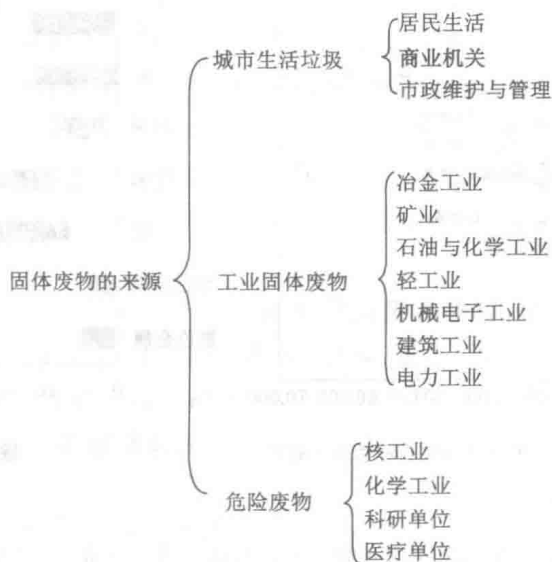 固体废物的来源
城市生活垃圾
居民生活
商业机关
市政维护与管理
工业固体废物
冶金工业
矿业
石油与化学工业
轻工业
机械电子工业
建筑工业
电力工业
危险废物
核工业
化学工业
科研单位
医疗单位